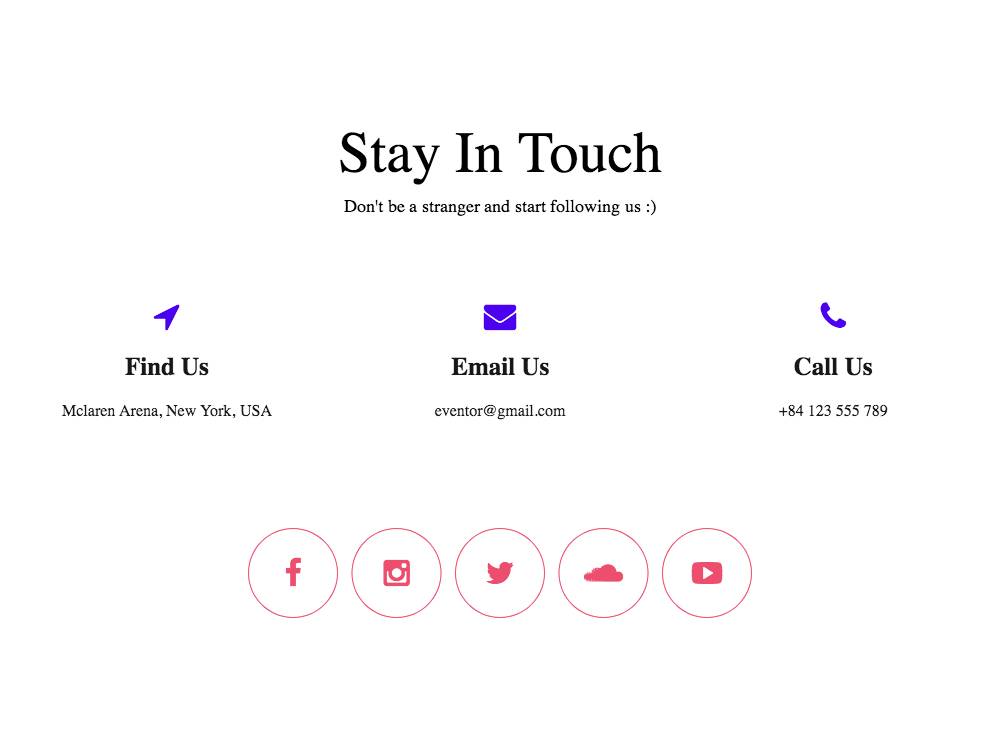 Stay In Touch
Don't be a stranger and start following us :)
Find Us
Email Us
Call Us
Mclaren Arena, New York, USA
eventor@gmail.com
+84 123 555 789